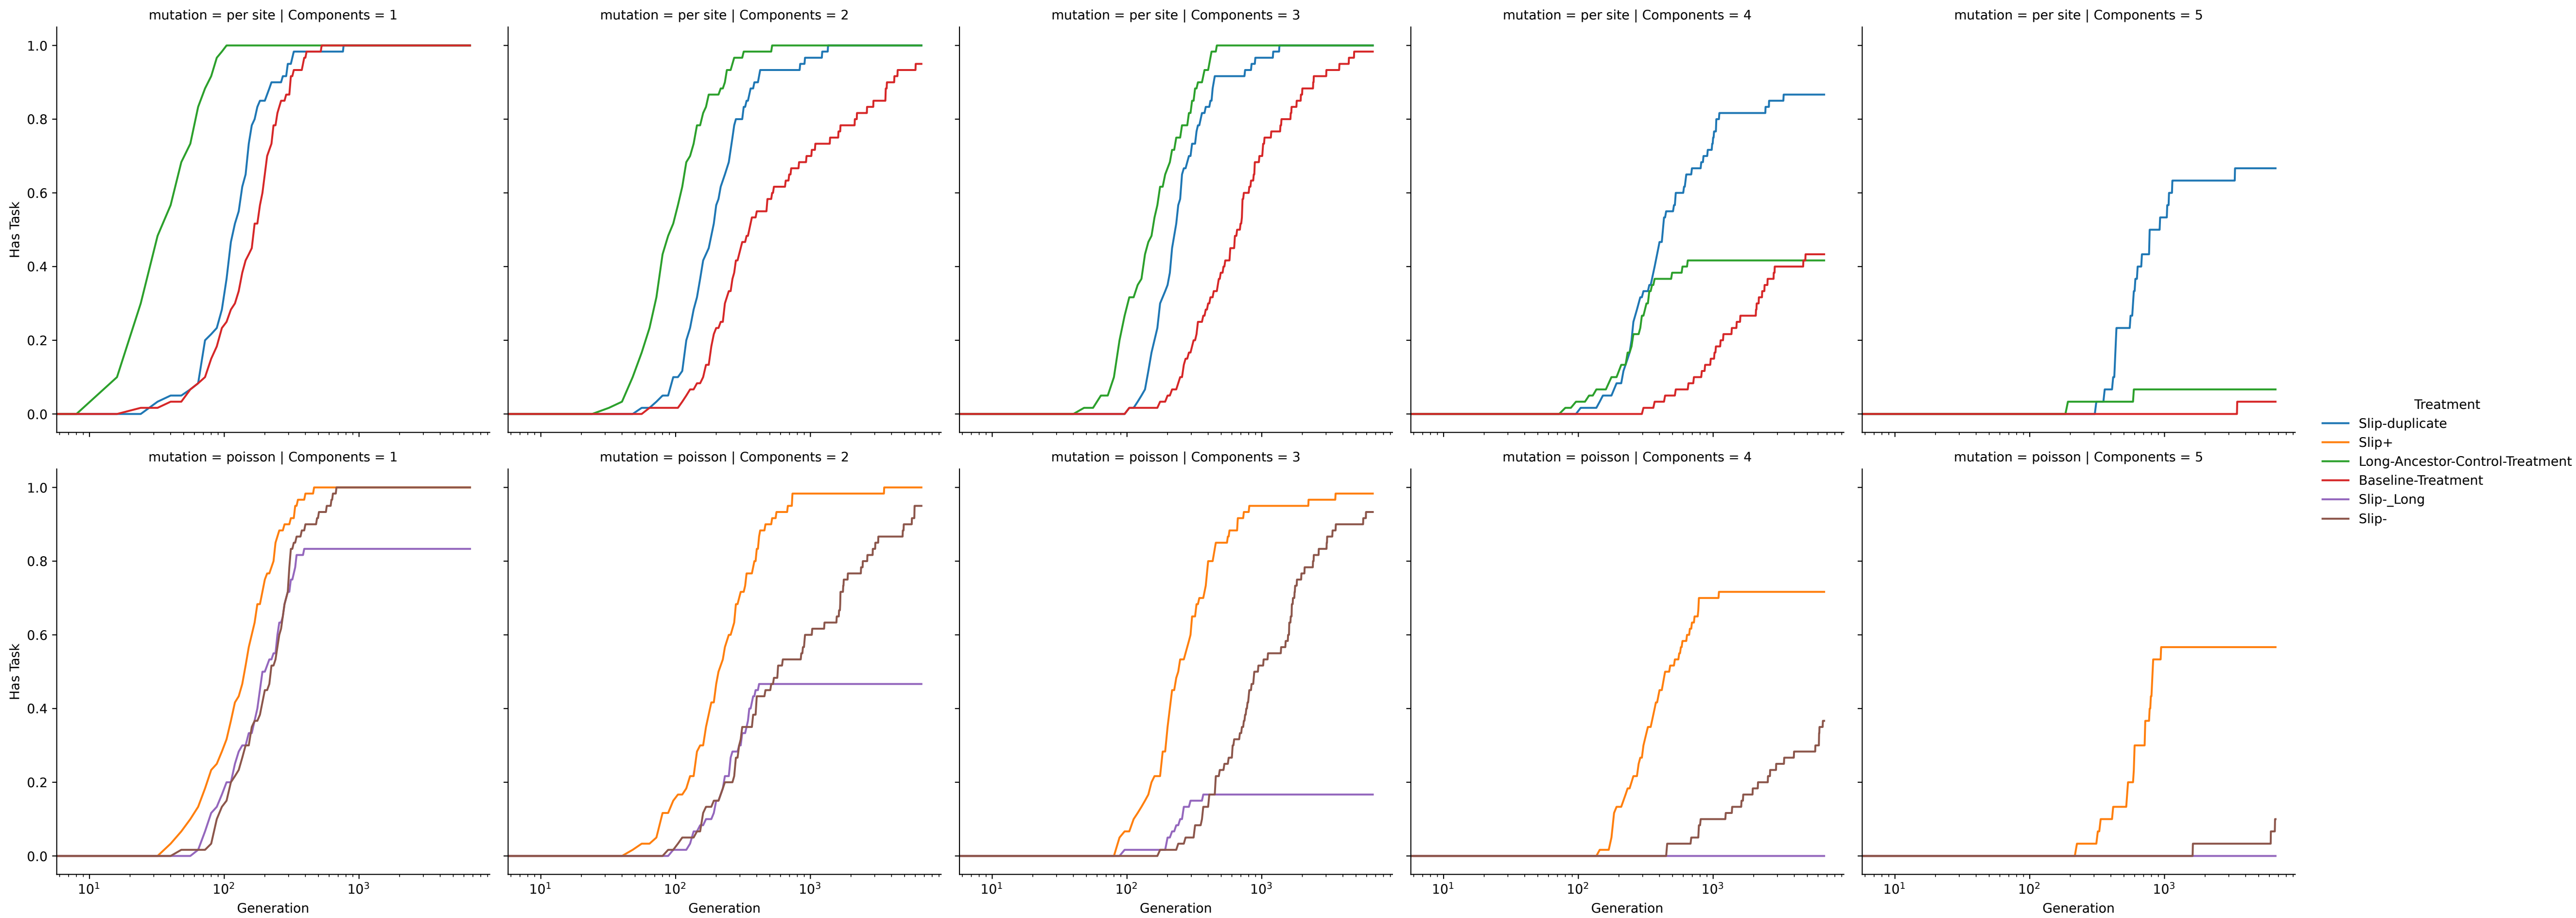 mutation = per site | Components = 1
mutation = per site | Components = 2
mutation = per site | Components = 3
mutation = per site | Components = 4
mutation = per site | Components = 5
1.0
0.8
0.6
0.4
0.2
0.0
Has Task
mutation = poisson | Components = 1
mutation = poisson | Components = 2
mutation = poisson | Components = 3
mutation = poisson | Components = 4
mutation = poisson | Components = 5
1.0
0.8
0.6
0.4
0.2
0.0
Has Task
10¹ 10² 10³
10¹ 10² 10³
10¹ 10² 10³
10¹ 10² 10³
10¹ 10² 10³
Generation
Generation
Generation
Generation
Generation
Treatment
Slip-duplicate
Slip+
Long-Ancestor-Control-Treatment
Baseline-Treatment
Slip-_Long
Slip-